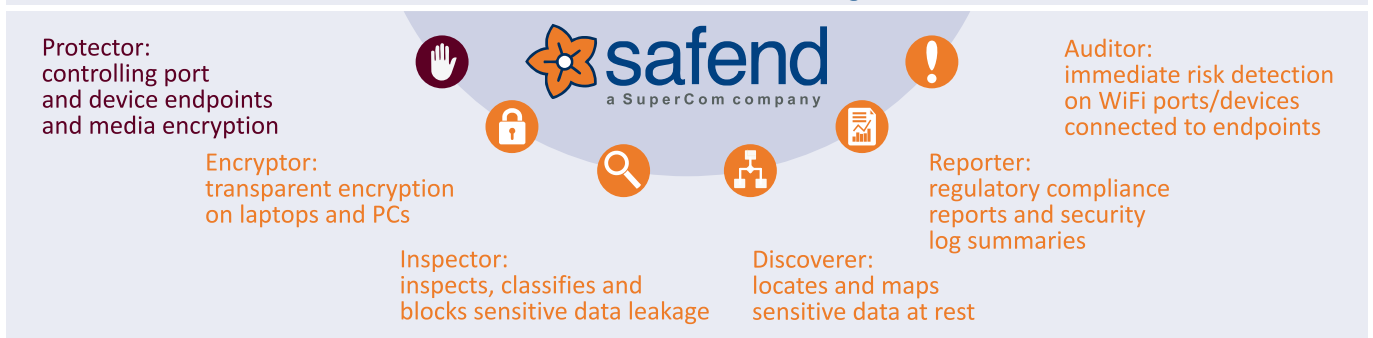 safend
a SuperCom company
Protector:
controlling port
and device endpoints
and media encryption
Encryptor:
transparent encryption
on laptops and PCs
Inspector:
inspects, classifies and
blocks sensitive data leakage
Discoverer:
locates and maps
sensitive data at rest
Reporter:
regulatory compliance
reports and security
log summaries
Auditor:
immediate risk detection
on WiFi ports/devices
connected to endpoints